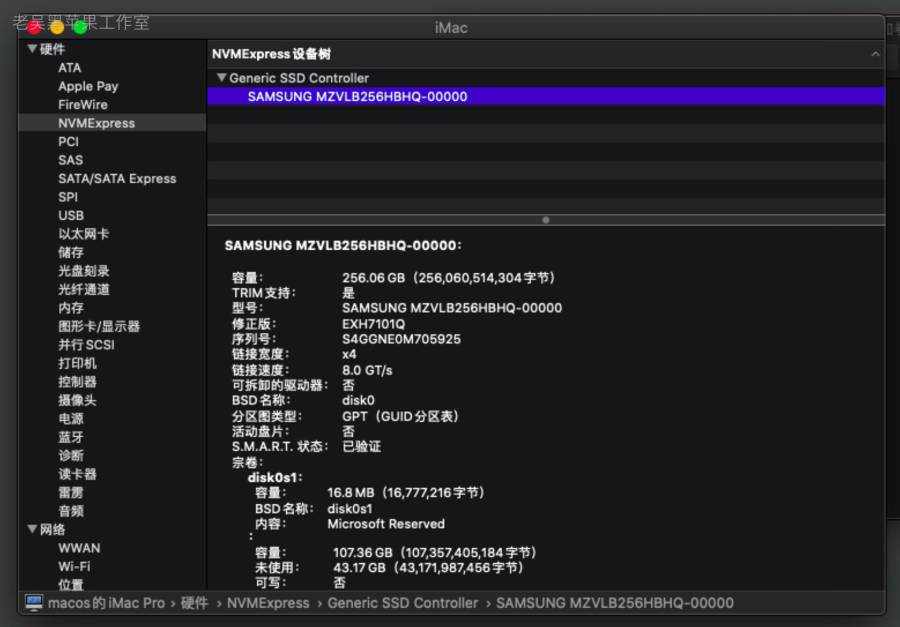 老吴黑苹果工作室
iMac
硬件
ATA
Apple Pay
FireWire
NVMExpress
PCI
SAS
SATA/SATA Express
SPI
USB
以太网卡
储存
光盘刻录
光纤通道
内存
图形卡/显示器
并行 SCSI
打印机
控制器
摄像头
电源
蓝牙
诊断
读卡器
雷雳
音频
网络
WWAN
Wi-Fi
位置
NVMExpress 设备树
Generic SSD Controller
SAMSUNG MZVLB256HBHQ-00000
SAMSUNG MZVLB256HBHQ-00000:
容量： 256.06 GB（256,060,514,304 字节）
TRIM 支持： 是
型号： SAMSUNG MZVLB256HBHQ-00000
修正版： EXH7101Q
序列号： S4GGNE0M705925
链接宽度： x4
链接速度： 8.0 GT/s
可拆卸的驱动器： 否
BSD 名称： disk0
分区图类型： GPT（GUID 分区表）
活动盘片： 否
S.M.A.R.T. 状态： 已验证
宗卷：
disk0s1：
容量： 16.8 MB（16,777,216 字节）
BSD 名称： disk0s1
内容： Microsoft Reserved
：
容量： 107.36 GB（107,357,405,184 字节）
未使用： 43.17 GB（43,171,987,456 字节）
可写： 否
macos的 iMac Pro › 硬件 › NVMExpress › Generic SSD Controller › SAMSUNG MZVLB256HBHQ-00000